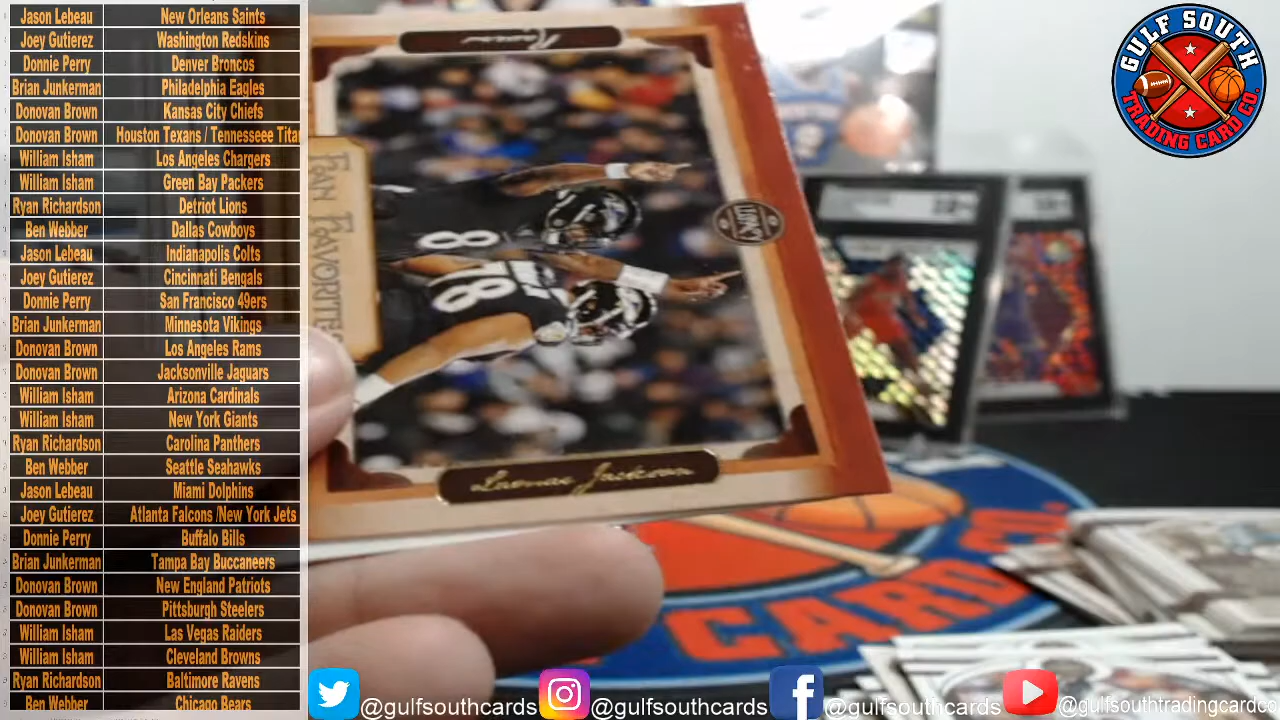 Jason Lebeau New Orleans Saints
Joey Gutierez Washington Redskins
Donnie Perry Denver Broncos
Brian Junkerman Philadelphia Eagles
Donovan Brown Kansas City Chiefs
Donovan Brown Houston Texans / Tennesseee Tita
William Isham Los Angeles Chargers
William Isham Green Bay Packers
Ryan Richardson Detriot Lions
Ben Webber Dallas Cowboys
Jason Lebeau Indianapolis Colts
Joey Gutierez Cincinnati Bengals
Donnie Perry San Francisco 49ers
Brian Junkerman Minnesota Vikings
Donovan Brown Los Angeles Rams
Donovan Brown Jacksonville Jaguars
William Isham Arizona Cardinals
William Isham New York Giants
Ryan Richardson Carolina Panthers
Ben Webber Seattle Seahawks
Jason Lebeau Miami Dolphins
Joey Gutierez Atlanta Falcons /New York Jets
Donnie Perry Buffalo Bills
Brian Junkerman Tampa Bay Buccaneers
Donovan Brown New England Patriots
Donovan Brown Pittsburgh Steelers
William Isham Las Vegas Raiders
William Isham Cleveland Browns
Ryan Richardson Baltimore Ravens
Ben Webber Chicago Bears
Ravens
FAN FAVORITES
8
78
LEGACY
Lamar Jackson
GULF SOUTH
TRADING CARD CO.
CARD
@gulfsouthcards
@gulfsouthcards
@gulfsouthcards
@gulfsouthtradingcardco